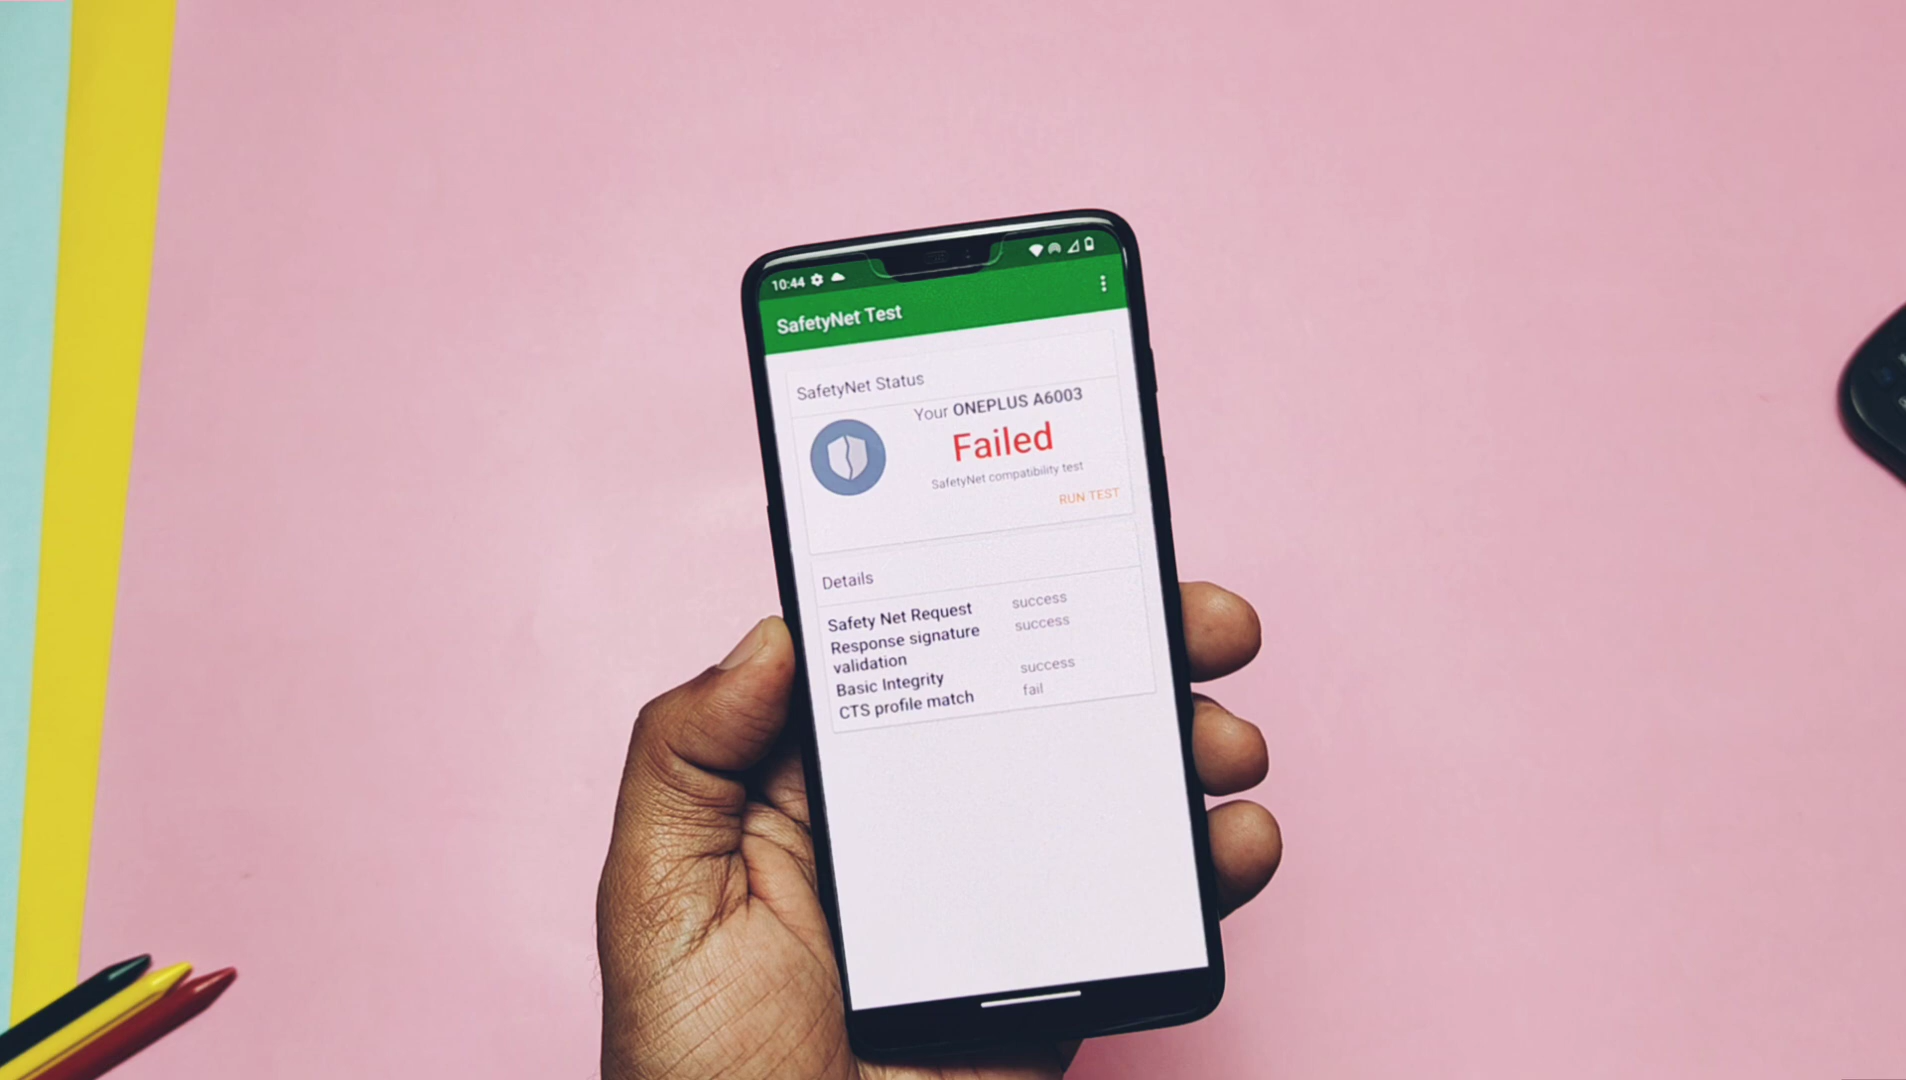 10:44
SafetyNet Test
SafetyNet Status
Your ONEPLUS A6003
Failed
SafetyNet compatibility test
RUN TEST
Details
Safety Net Request success
Response signature success
validation
Basic Integrity success
CTS profile match fail